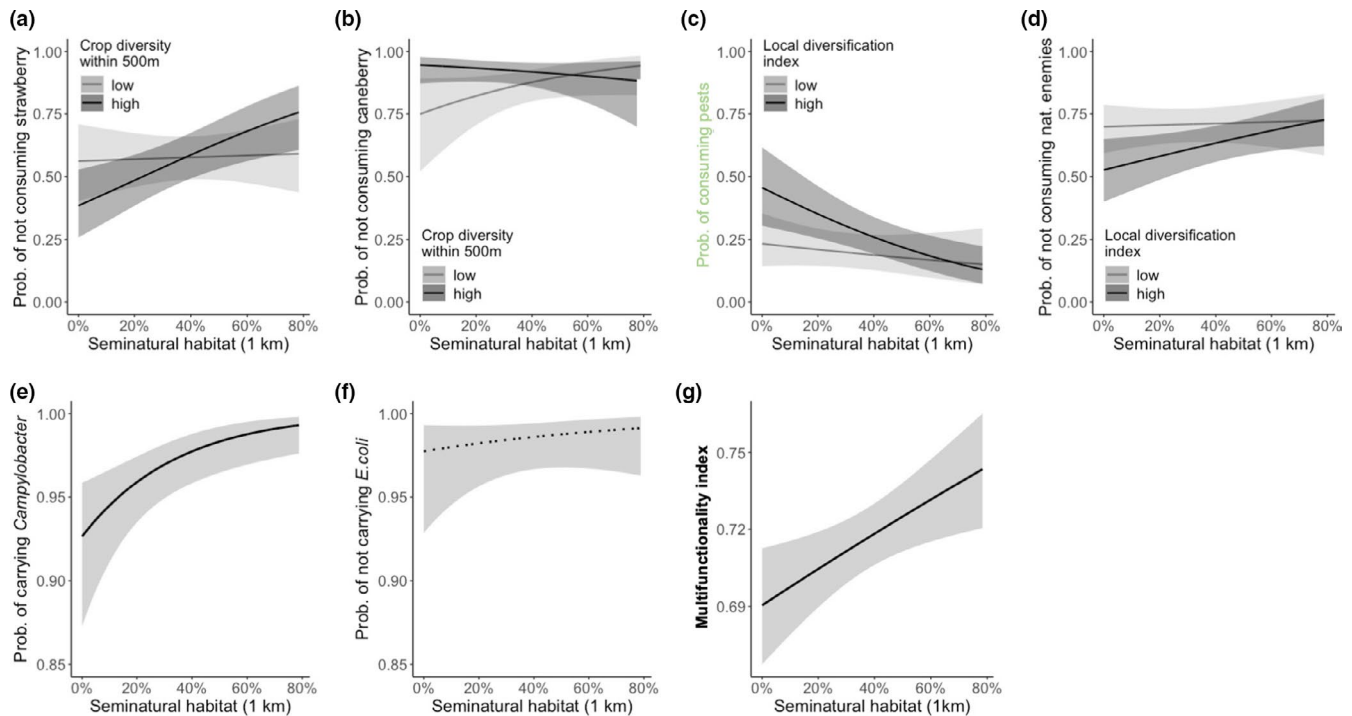 (a)
Prob. of not consuming strawberry
1.00
0.75
0.50
0.25
0.00
Crop diversity
within 500m
low
high
0% 20% 40% 60% 80%
Seminatural habitat (1 km)
(b)
Prob. of not consuming caneberry
1.00
0.75
0.50
0.25
0.00
Crop diversity
within 500m
low
high
0% 20% 40% 60% 80%
Seminatural habitat (1 km)
(c)
Prob. of consuming pests
1.00
0.75
0.50
0.25
0.00
Local diversification
index
low
high
0% 20% 40% 60% 80%
Seminatural habitat (1 km)
(d)
Prob. of not consuming nat. enemies
1.00
0.75
0.50
0.25
0.00
Local diversification
index
low
high
0% 20% 40% 60% 80%
Seminatural habitat (1 km)
(e)
Prob. of carrying Campylobacter
1.00
0.95
0.90
0.85
0% 20% 40% 60% 80%
Seminatural habitat (1 km)
(f)
Prob. of not carrying E.coli
1.00
0.95
0.90
0.85
0% 20% 40% 60% 80%
Seminatural habitat (1 km)
(g)
Multifunctionality index
0.75
0.72
0.69
0% 20% 40% 60% 80%
Seminatural habitat (1km)